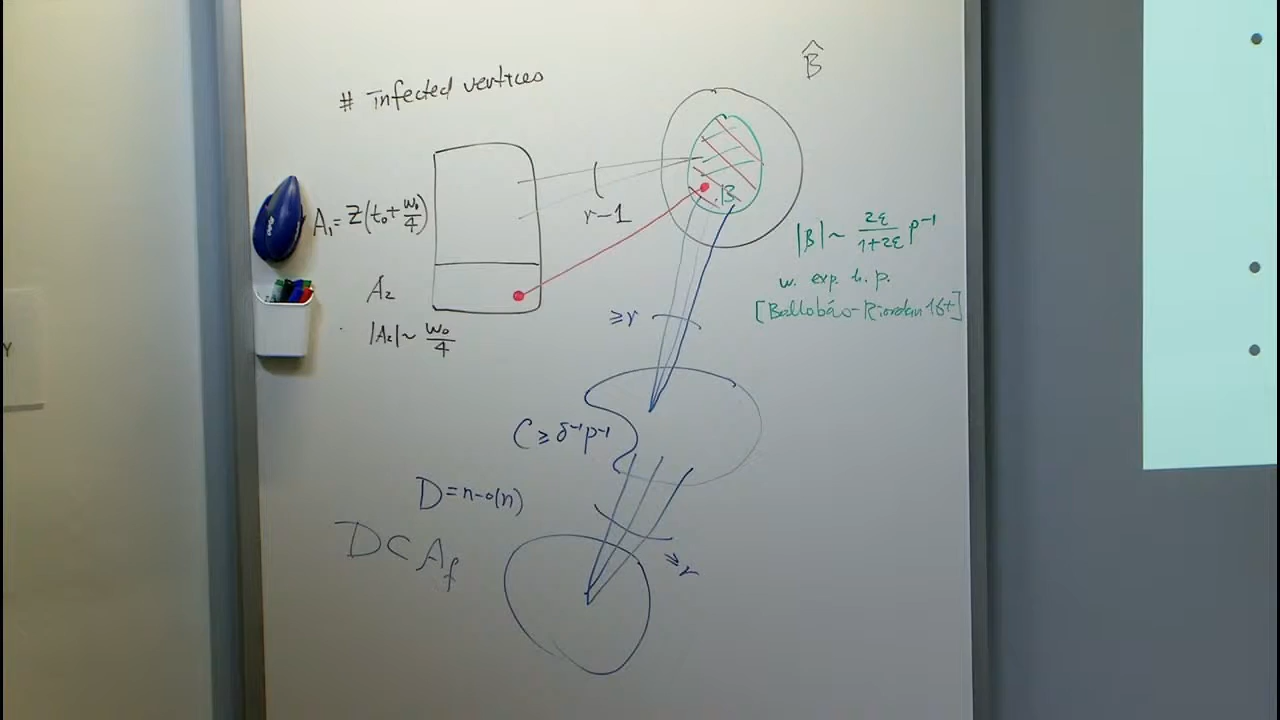 # infected vertices
B̂
A₁ = Z(t₀ + w₀/4)
r-1
B
|B| ~ 2ε/(1+2ε) p⁻¹
w. exp. h. p.
[Bollobás-Riordan 16+]
A₂
|A₂| ~ w₀/4
≥r
C ≥ δ⁻¹p⁻¹
D = n-o(n)
D ⊂ A_f
≥r
Y